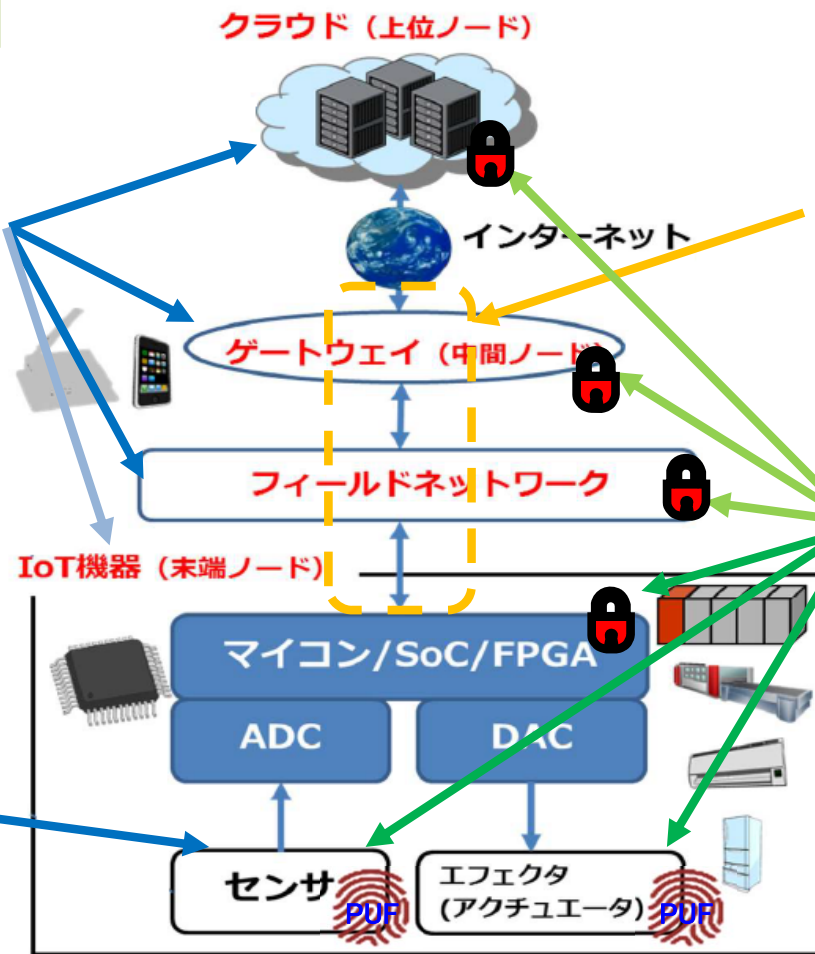 クラウド（上位ノード）
インターネット
ゲートウェイ（中間ノード）
フィールドネットワーク
IoT機器（末端ノード）
マイコン/SoC/FPGA
ADC
DAC
センサ
PUF
エフェクタ
(アクチュエータ)
PUF